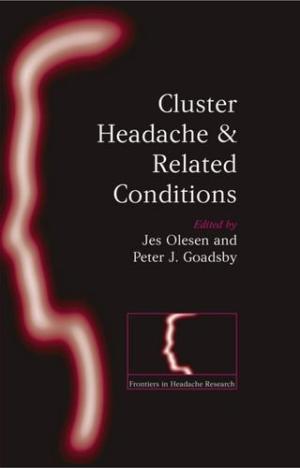 Cluster
Headache &
Related
Conditions
Edited by
Jes Olesen and
Peter J. Goadsby
Frontiers in Headache Research